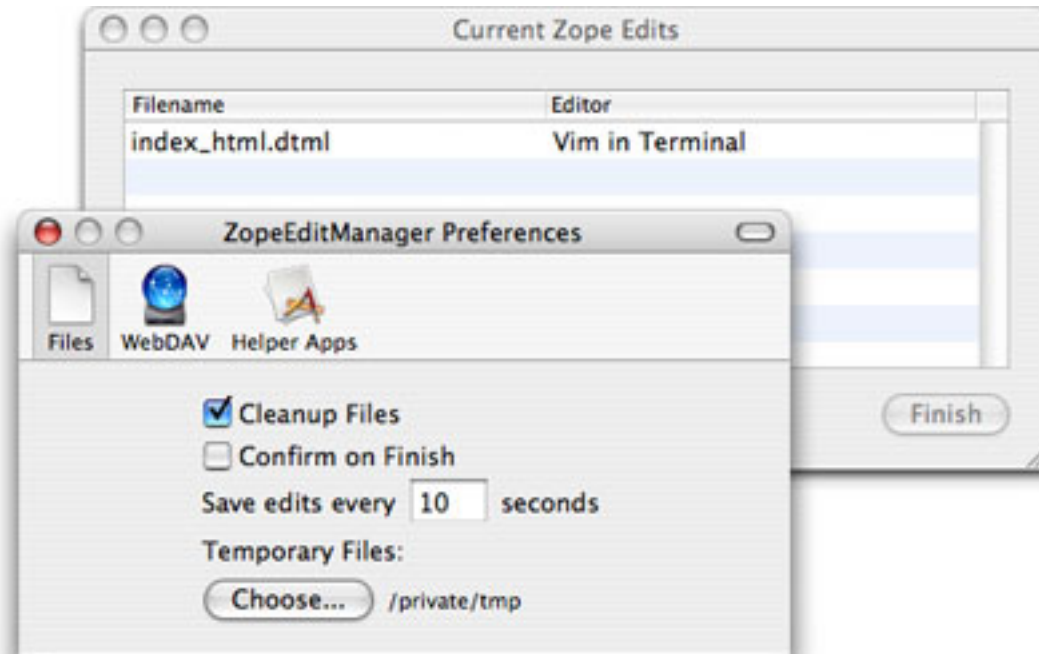 Current Zope Edits
Filename Editor
index_html.dtml Vim in Terminal
ZopeEditManager Preferences
Files WebDAV Helper Apps
Cleanup Files
Finish
Confirm on Finish
Save edits every 10 seconds
Temporary Files:
Choose... /private/tmp